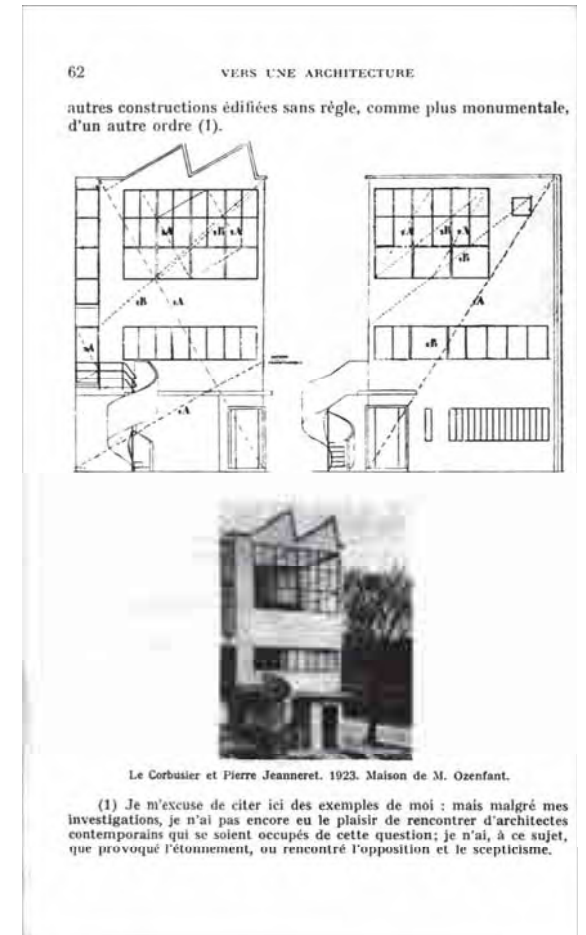 62 VERS UNE ARCHITECTURE
autres constructions édifiées sans règle, comme plus monumentale,
d'un autre ordre (1).
Le Corbusier et Pierre Jeanneret. 1923. Maison de M. Ozenfant.
(1) Je m'excuse de citer ici des exemples de moi : mais malgré mes
investigations, je n'ai pas encore eu le plaisir de rencontrer d'architectes
contemporains qui se soient occupés de cette question; je n'ai, à ce sujet,
que provoqué l'étonnement, ou rencontré l'opposition et le scepticisme.